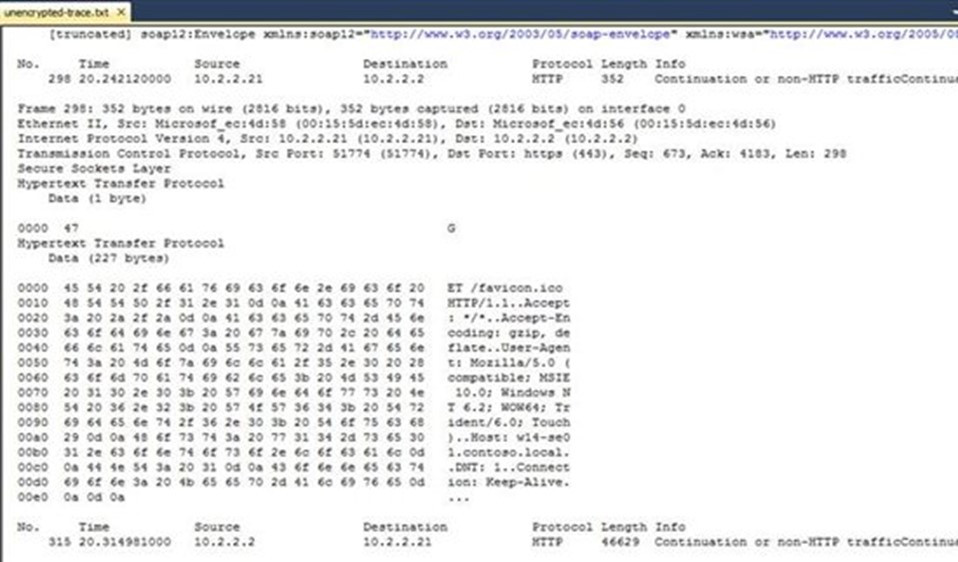 unencrypted-trace.txt ×
[truncated] soap12:Envelope xmlns:soap12="http://www.w3.org/2003/05/soap-envelope" xmlns:wsa="http://www.w3.org/2005/0
No. Time Source Destination Protocol Length Info
298 20.242120000 10.2.2.21 10.2.2.2 HTTP 352 Continuation or non-HTTP trafficContinu
Frame 298: 352 bytes on wire (2816 bits), 352 bytes captured (2816 bits) on interface 0
Ethernet II, Src: Microsof_ec:4d:58 (00:15:5d:ec:4d:58), Dst: Microsof_ec:4d:56 (00:15:5d:ec:4d:56)
Internet Protocol Version 4, Src: 10.2.2.21 (10.2.2.21), Dst: 10.2.2.2 (10.2.2.2)
Transmission Control Protocol, Src Port: 51774 (51774), Dst Port: https (443), Seq: 673, Ack: 4183, Len: 298
Secure Sockets Layer
Hypertext Transfer Protocol
Data (1 byte)
0000 47 G
Hypertext Transfer Protocol
Data (227 bytes)
0000 45 54 20 2f 66 61 76 69 63 6f 6e 2e 69 63 6f 20 ET /favicon.ico
0010 48 54 54 50 2f 31 2e 31 0d 0a 41 63 63 65 70 74 HTTP/1.1..Accept
0020 3a 20 2a 2f 2a 0d 0a 41 63 63 65 70 74 2d 45 6e : */*..Accept-En
0030 63 6f 64 69 6e 67 3a 20 67 7a 69 70 2c 20 64 65 coding: gzip, de
0040 66 6c 61 74 65 0d 0a 55 73 65 72 2d 41 67 65 6e flate..User-Agen
0050 74 3a 20 4d 6f 7a 69 6c 6c 61 2f 35 2e 30 20 28 t: Mozilla/5.0 (
0060 63 6f 6d 70 61 74 69 62 6c 65 3b 20 4d 53 49 45 compatible; MSIE
0070 20 31 30 2e 30 3b 20 57 69 6e 64 6f 77 73 20 4e 10.0; Windows N
0080 54 20 36 2e 32 3b 20 57 4f 57 36 34 3b 20 54 72 T 6.2; WOW64; Tr
0090 69 64 65 6e 74 2f 36 2e 30 3b 20 54 6f 75 63 68 ident/6.0; Touch
00a0 29 0d 0a 48 6f 73 74 3a 20 77 31 34 2d 73 65 30 )..Host: w14-se0
00b0 31 2e 63 6f 6e 74 6f 73 6f 2e 6c 6f 63 61 6c 0d 1.contoso.local.
00c0 0a 44 4e 54 3a 20 31 0d 0a 43 6f 6e 6e 65 63 74 .DNT: 1..Connect
00d0 69 6f 6e 3a 20 4b 65 65 70 2d 41 6c 69 76 65 0d ion: Keep-Alive.
00e0 0a 0d 0a ...
No. Time Source Destination Protocol Length Info
315 20.314981000 10.2.2.2 10.2.2.21 HTTP 46629 Continuation or non-HTTP trafficContinu